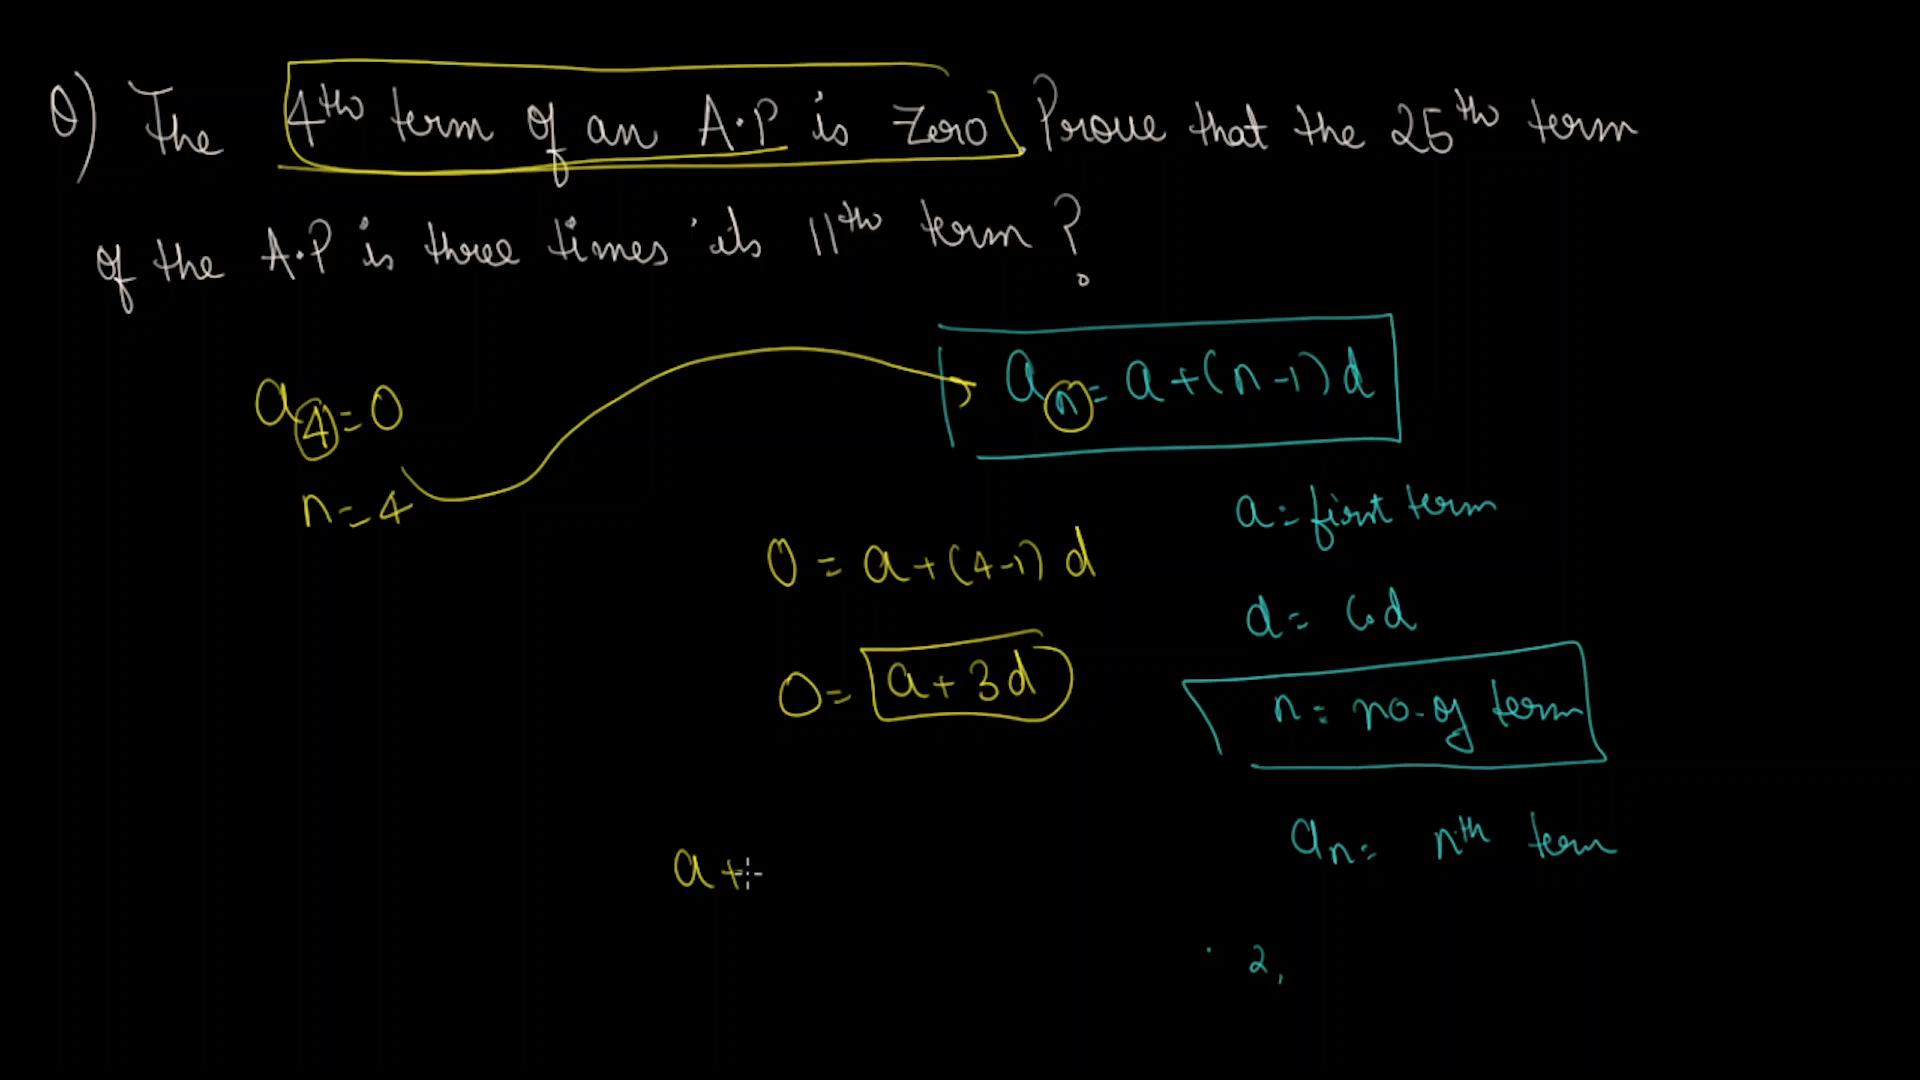 Q) The 4th term of an A.P is Zero. Prove that the 25th term
of the A.P is three times its 11th term ?
a4=0
n=4
an= a+(n-1)d
0 = a+(4-1)d
0= a+3d
a+
a= first term
d= Cod
n= no. of term
an= nth term
2,